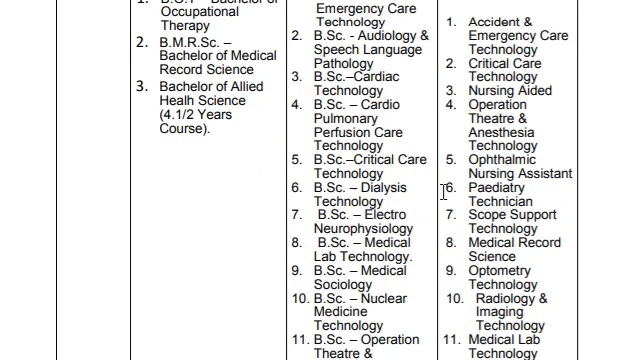 1. B.O.T – Bachelor of
Occupational
Therapy
2. B.M.R.Sc. –
Bachelor of Medical
Record Science
3. Bachelor of Allied
Healh Science
(4.1/2 Years
Course).
Emergency Care
Technology
2. B.Sc. - Audiology &
Speech Language
Pathology
3. B.Sc.–Cardiac
Technology
4. B.Sc. – Cardio
Pulmonary
Perfusion Care
Technology
5. B.Sc.–Critical Care
Technology
6. B.Sc. – Dialysis
Technology
7. B.Sc. – Electro
Neurophysiology
8. B.Sc. – Medical
Lab Technology.
9. B.Sc. – Medical
Sociology
10. B.Sc. – Nuclear
Medicine
Technology
11. B.Sc. – Operation
Theatre &
1. Accident &
Emergency Care
Technology
2. Critical Care
Technology
3. Nursing Aided
4. Operation
Theatre &
Anesthesia
Technology
5. Ophthalmic
Nursing Assistant
6. Paediatry
Technician
7. Scope Support
Technology
8. Medical Record
Science
9. Optometry
Technology
10. Radiology &
Imaging
Technology
11. Medical Lab
Technology